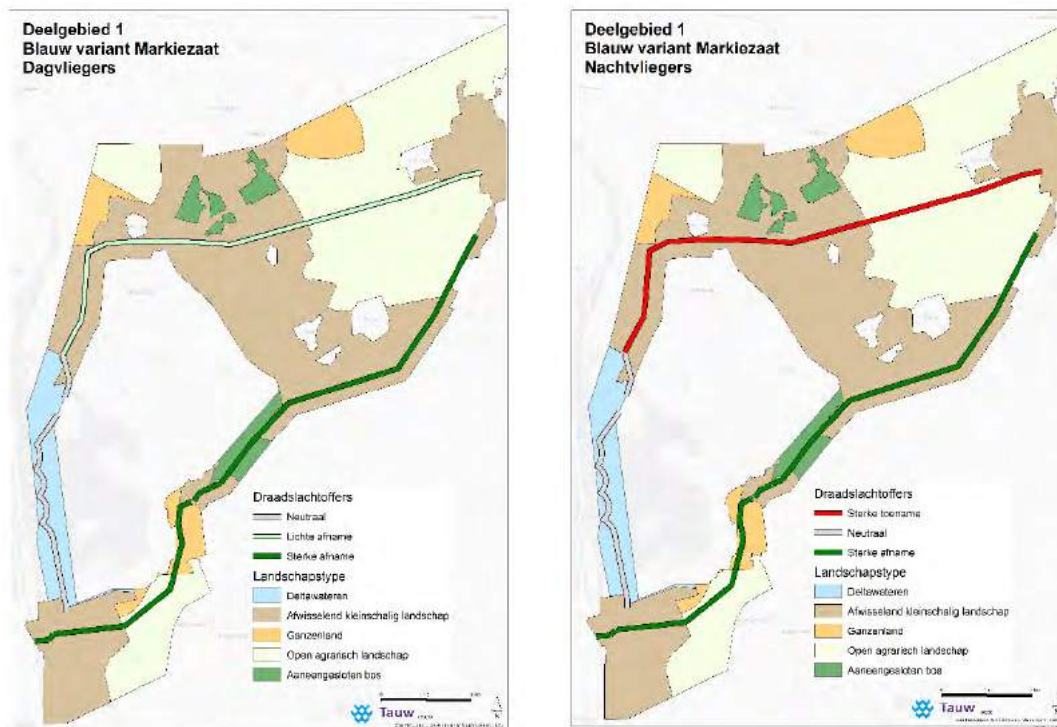 Deelgebied 1
Blauw variant Markiezaat
Dagvliegers
Draadslachtoffers
Neutraal
Lichte afname
Sterke afname
Landschapstype
Deltawateren
Afwisselend kleinschalig landschap
Ganzenland
Open agrarisch landschap
Aaneengesloten bos
Tauw
Deelgebied 1
Blauw variant Markiezaat
Nachtvliegers
Draadslachtoffers
Sterke toename
Neutraal
Sterke afname
Landschapstype
Deltawateren
Afwisselend kleinschalig landschap
Ganzenland
Open agrarisch landschap
Aaneengesloten bos
Tauw